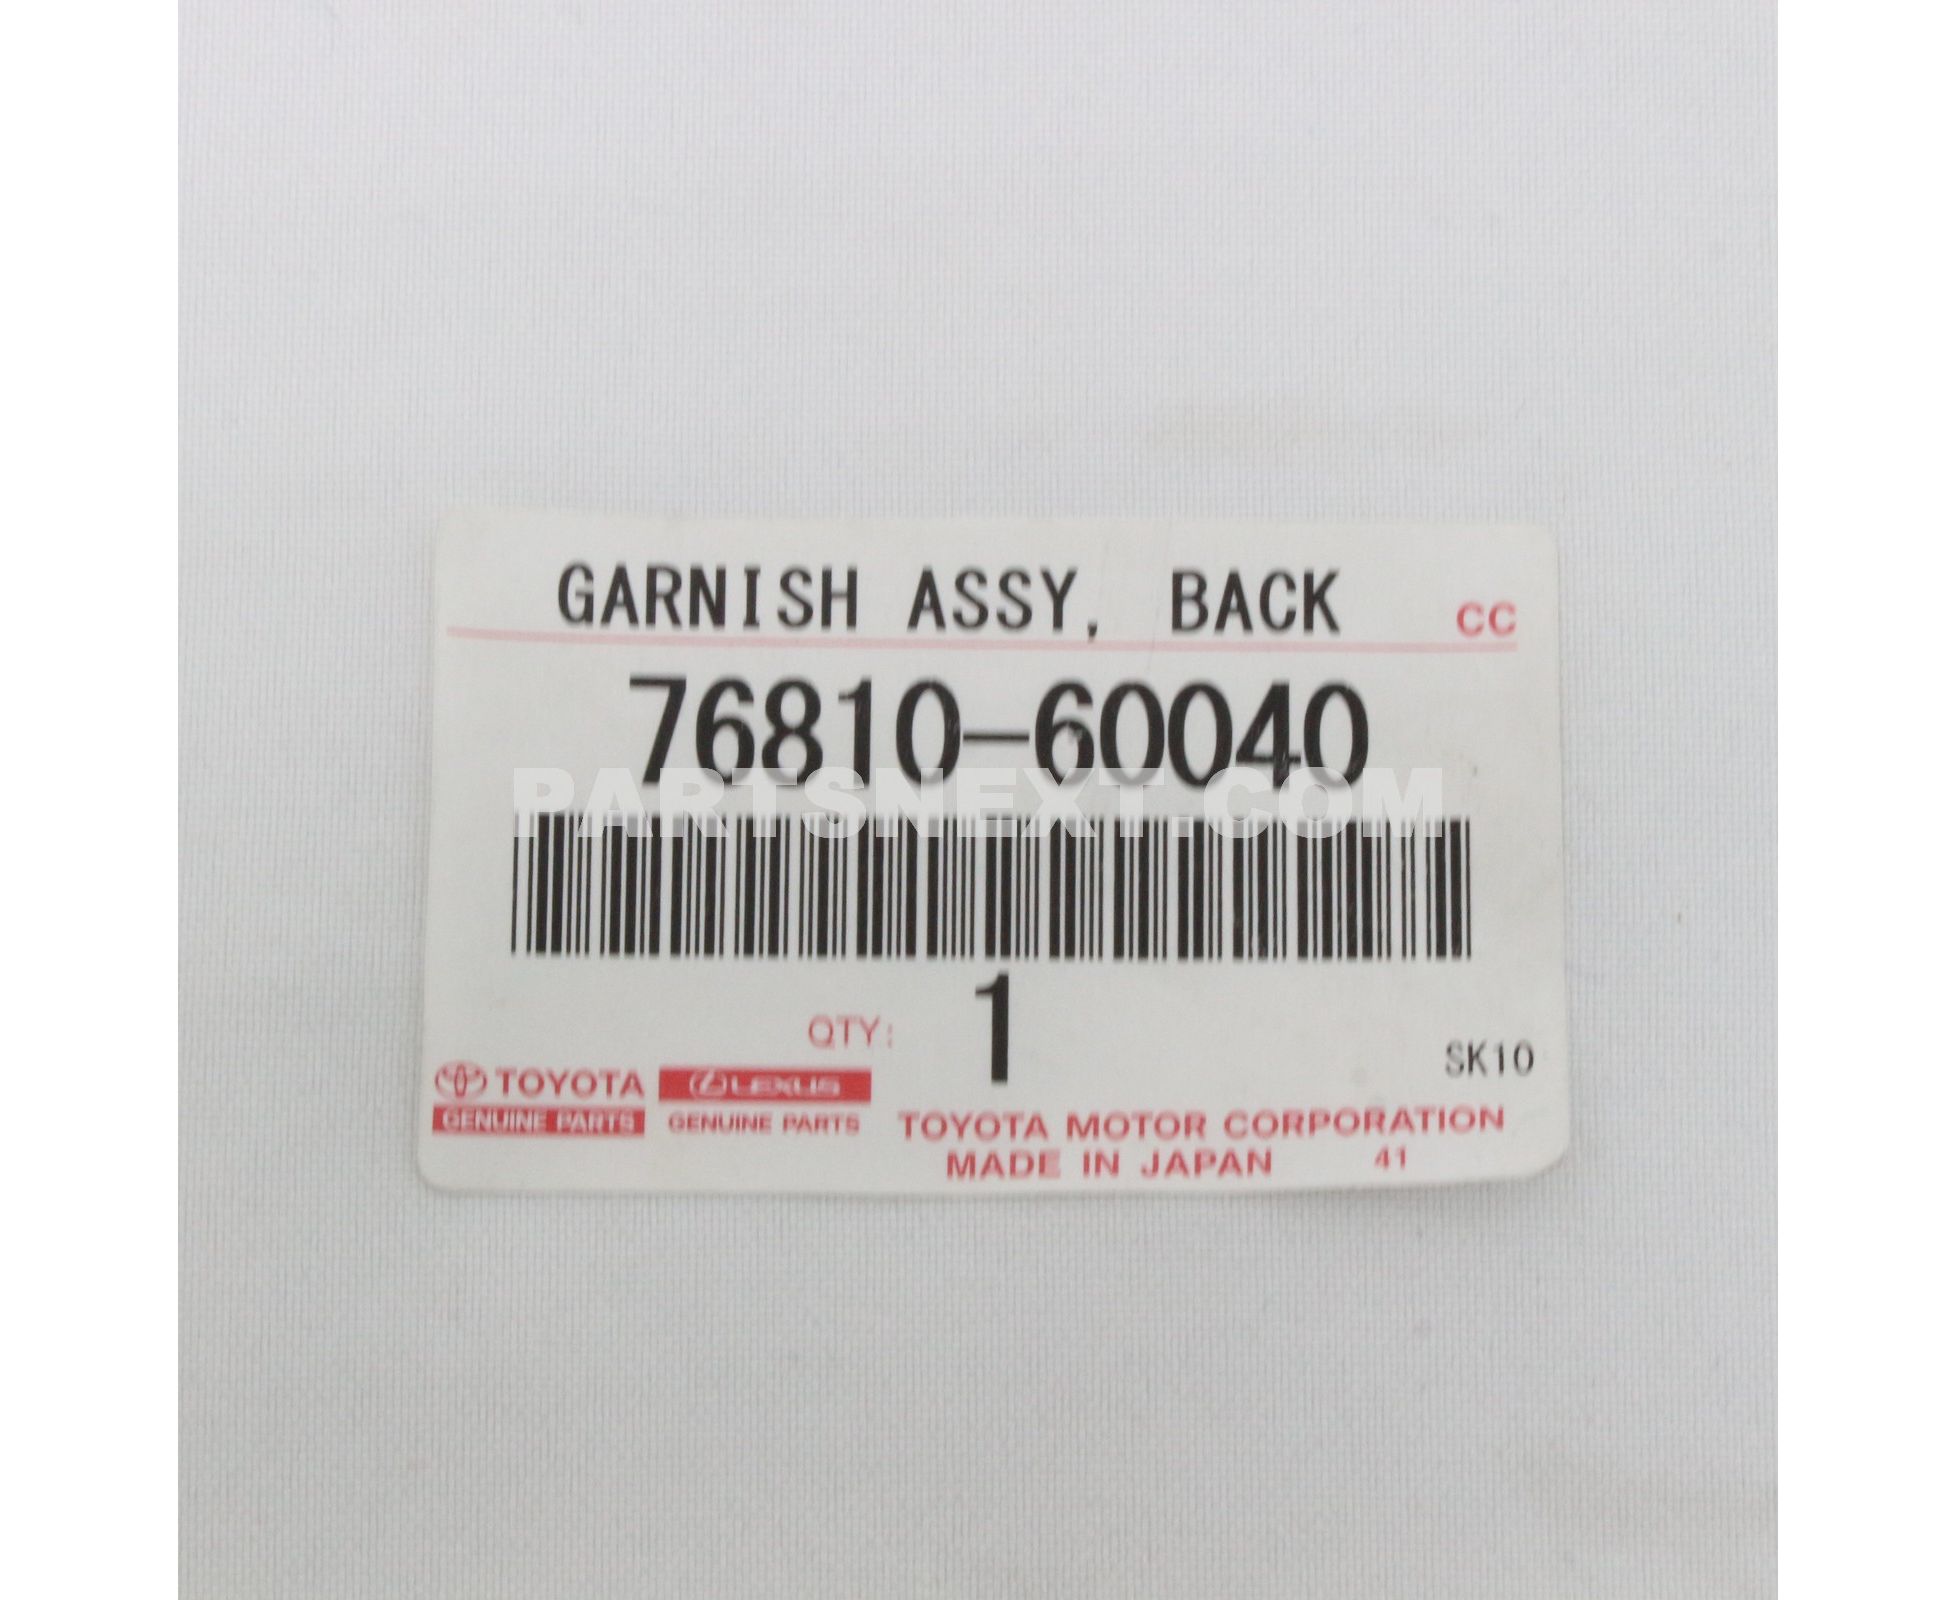 GARNISH ASSY, BACK CC
76810-60040
PARTSNEXT.COM
QTY: 1
SK10
TOYOTA LEXUS
GENUINE PARTS GENUINE PARTS
TOYOTA MOTOR CORPORATION
MADE IN JAPAN 41